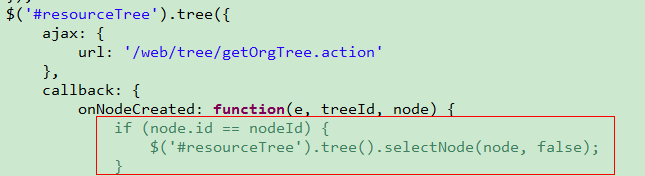 $('#resourceTree').tree({
ajax: {
url: '/web/tree/getOrgTree.action'
},
callback: {
onNodeCreated: function(e, treeId, node) {
if (node.id == nodeId) {
$('#resourceTree').tree().selectNode(node, false);
}